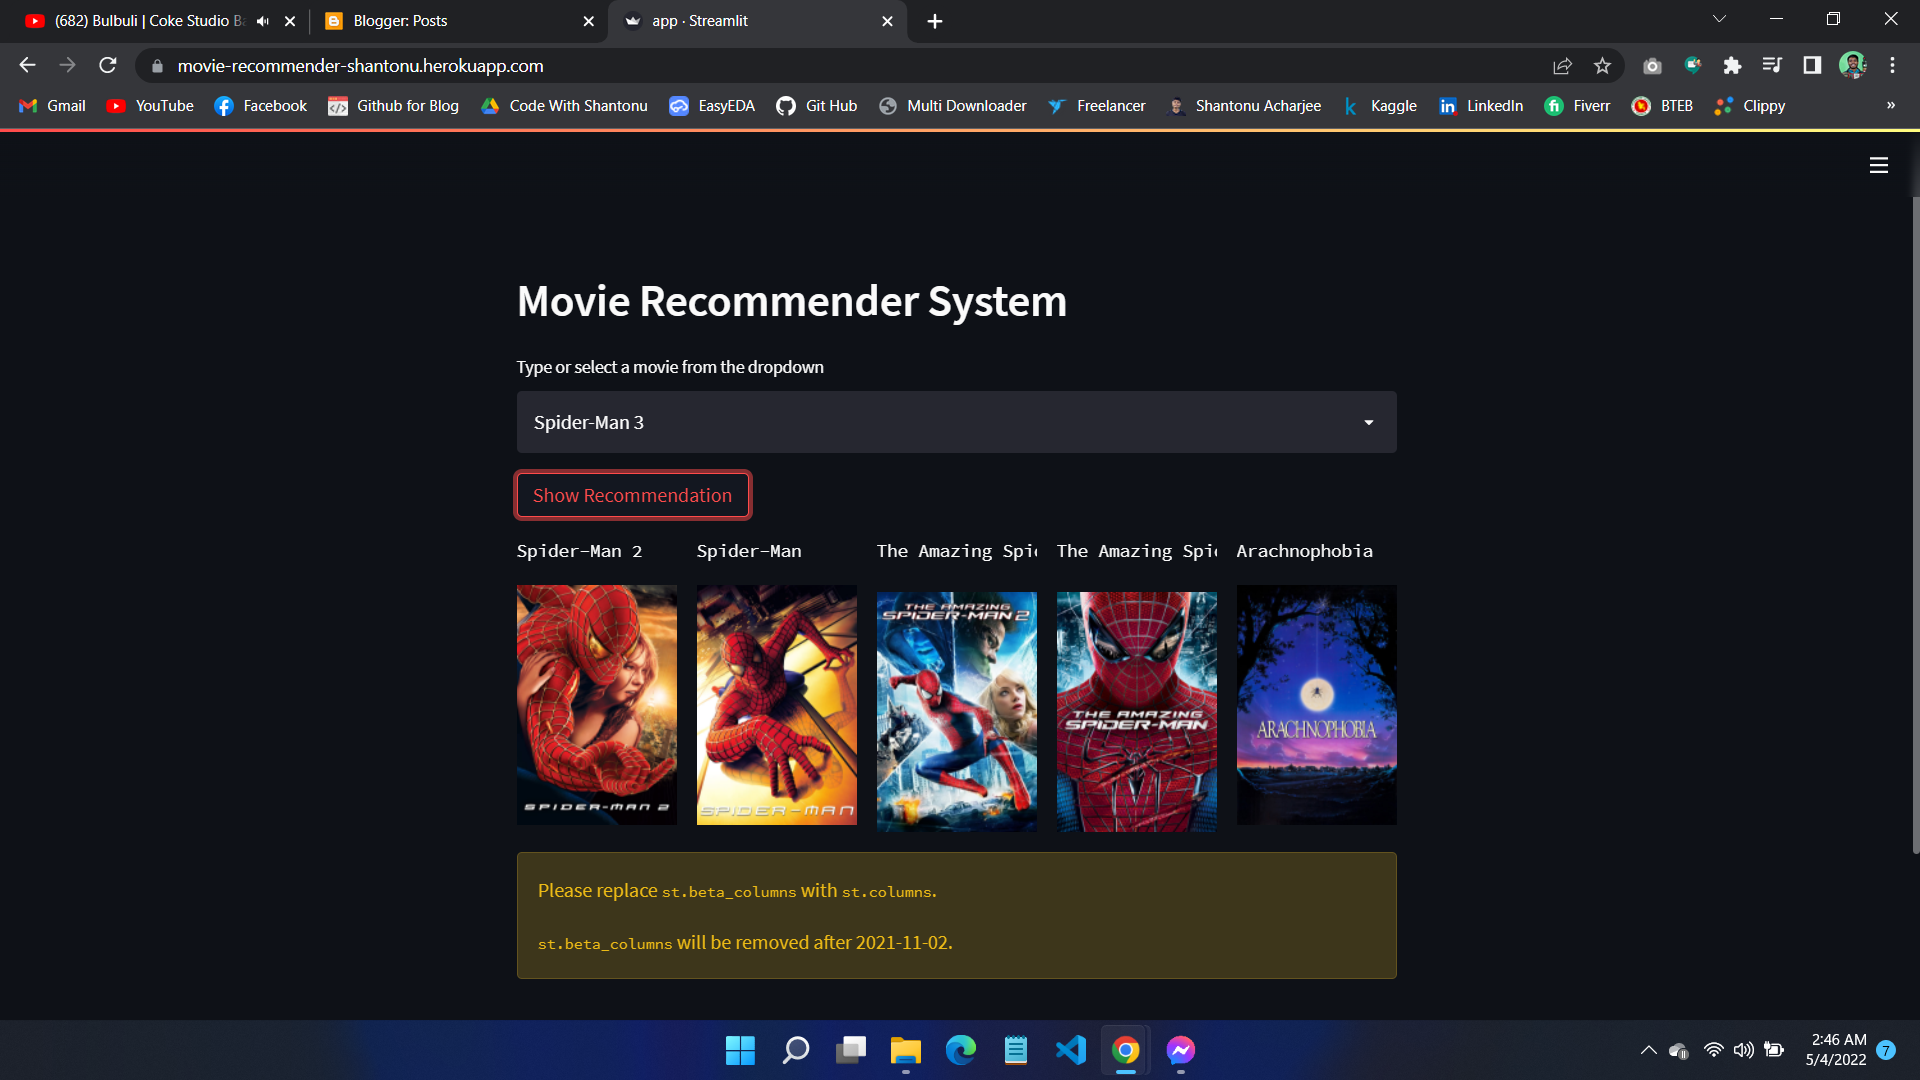 (682) Bulbuli | Coke Studio Ba
Blogger: Posts
app · Streamlit
movie-recommender-shantonu.herokuapp.com
Gmail
YouTube
Facebook
Github for Blog
Code With Shantonu
EasyEDA
Git Hub
Multi Downloader
Freelancer
Shantonu Acharjee
Kaggle
LinkedIn
Fiverr
BTEB
Clippy
»
Movie Recommender System
Type or select a movie from the dropdown
Spider-Man 3
Show Recommendation
Spider-Man 2
Spider-Man
The Amazing Spi
The Amazing Spi
Arachnophobia
SPIDER-MAN 2
SPIDER-MAN
THE AMAZING
SPIDER-MAN 2
THE AMAZING
SPIDER-MAN
ARACHNOPHOBIA
Please replace st.beta_columns with st.columns.
st.beta_columns will be removed after 2021-11-02.
2:46 AM
5/4/2022
7